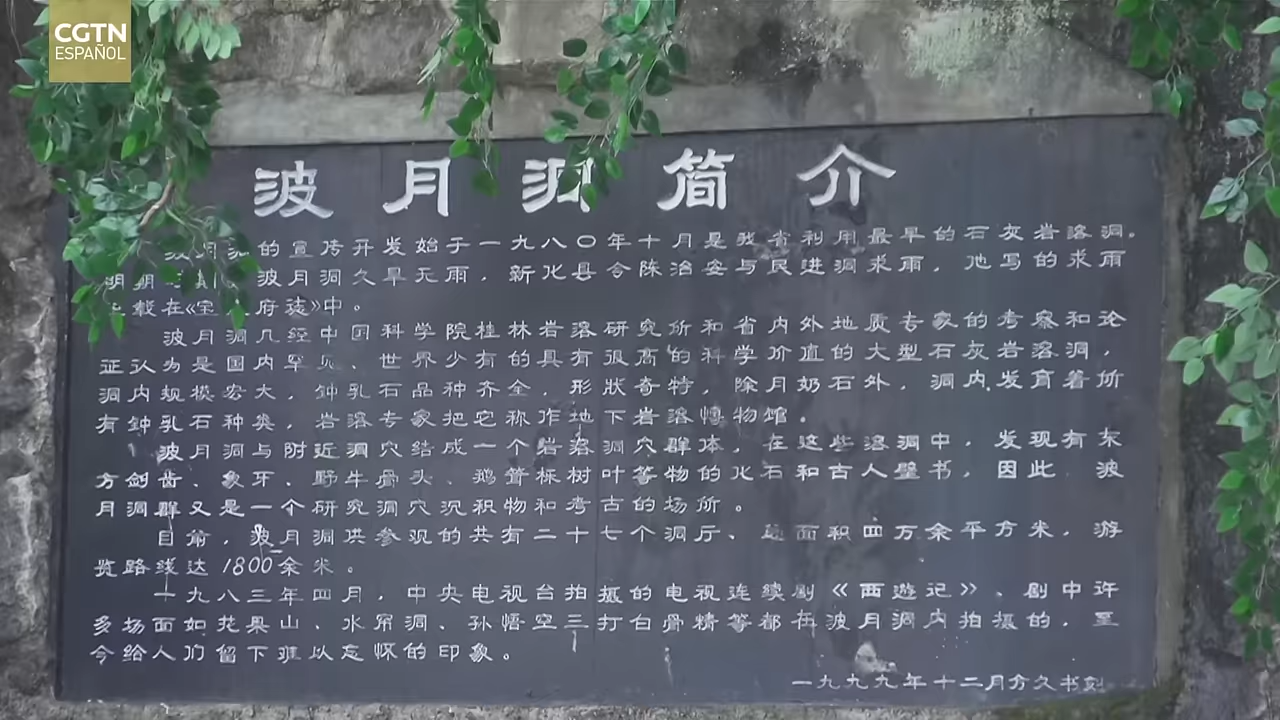 CGTN
ESPAÑOL
波月洞简介
的宣传开发始于一九八〇年十月是我省利用最早的石灰岩溶洞。
波月洞久旱无雨，新化县令陈治安与民进洞求雨，他写的求雨
载在《宝 府志》中。
波月洞几经中国科学院桂林岩溶研究所和省内外地质专家的考察和论
证认为是国内罕见、世界少有的具有很高的科学价值的大型石灰岩溶洞，
洞内规模宏大，钟乳石品种齐全，形狀奇特，除月奶石外，洞内发育着所
有钟乳石种类，岩溶专家把它称作地下岩溶博物馆。
波月洞与附近洞穴结成一个岩溶洞穴群体，在这些溶洞中，发现有东
方剑齿、象牙、野牛骨头、鹅管栎树叶等物的化石和古人壁书，因此 波
月洞群又是一个研究洞穴沉积物和考古的场所。
目前，波月洞供参观的共有二十七个洞厅、总面积四万余平方米，游
览路线达1800余米。
一九八三年四月，中央电视台拍摄的电视连续剧《西遊记》、剧中许
多场面如花果山、水帘洞、孙悟空三打白骨精等都在波月洞内拍摄的，至
今给人们留下难以忘怀的印象。
一九九九年十二月方久书刻